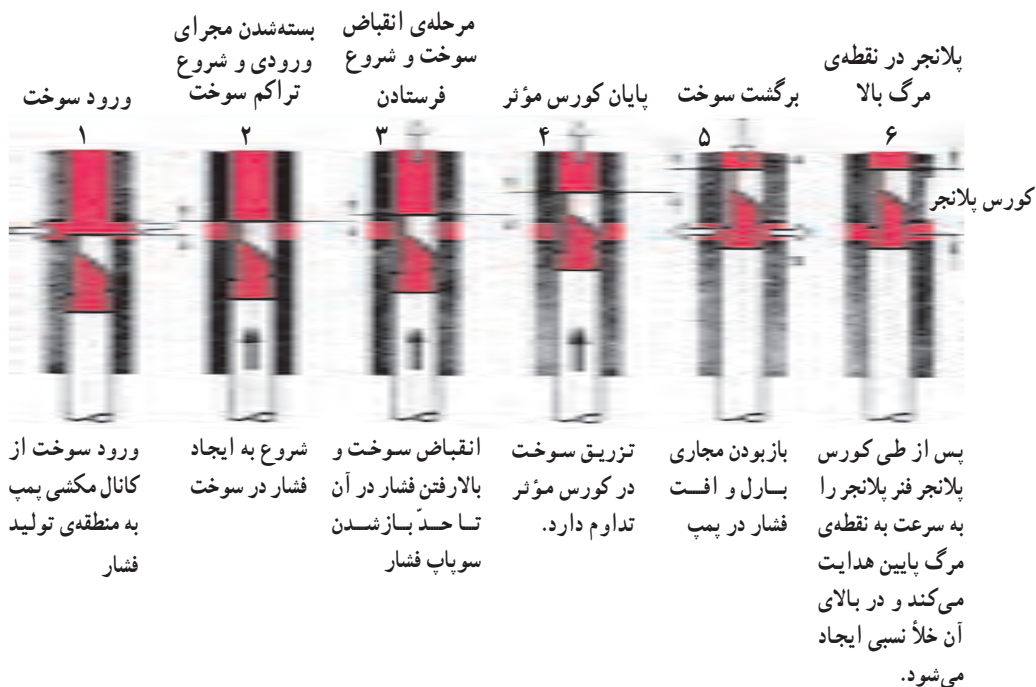 ورود سوخت
۱
ورود سوخت از
کانال مکشی پمپ
به منطقه‌ی تولید
فشار
بسته‌شدن مجرای
ورودی و شروع
تراکم سوخت
۲
شروع به ایجاد
فشار در سوخت
مرحله‌ی انقباض
سوخت و شروع
فرستادن
۳
انقباض سوخت و
بالارفتن فشار در آن
تا حدّ بازشدن
سوپاپ فشار
پایان کورس مؤثر
۴
تزریق سوخت
در کورس مؤثر
تداوم دارد.
برگشت سوخت
۵
بازبودن مجاری
بارل و افت
فشار در پمپ
پلانجر در نقطه‌ی
مرگ بالا
۶
کورس پلانجر
پس از طی کورس
پلانجر فنر پلانجر را
به سرعت به نقطه‌ی
مرگ پایین هدایت
می‌کند و در بالای
آن خلأ نسبی ایجاد
می‌شود.